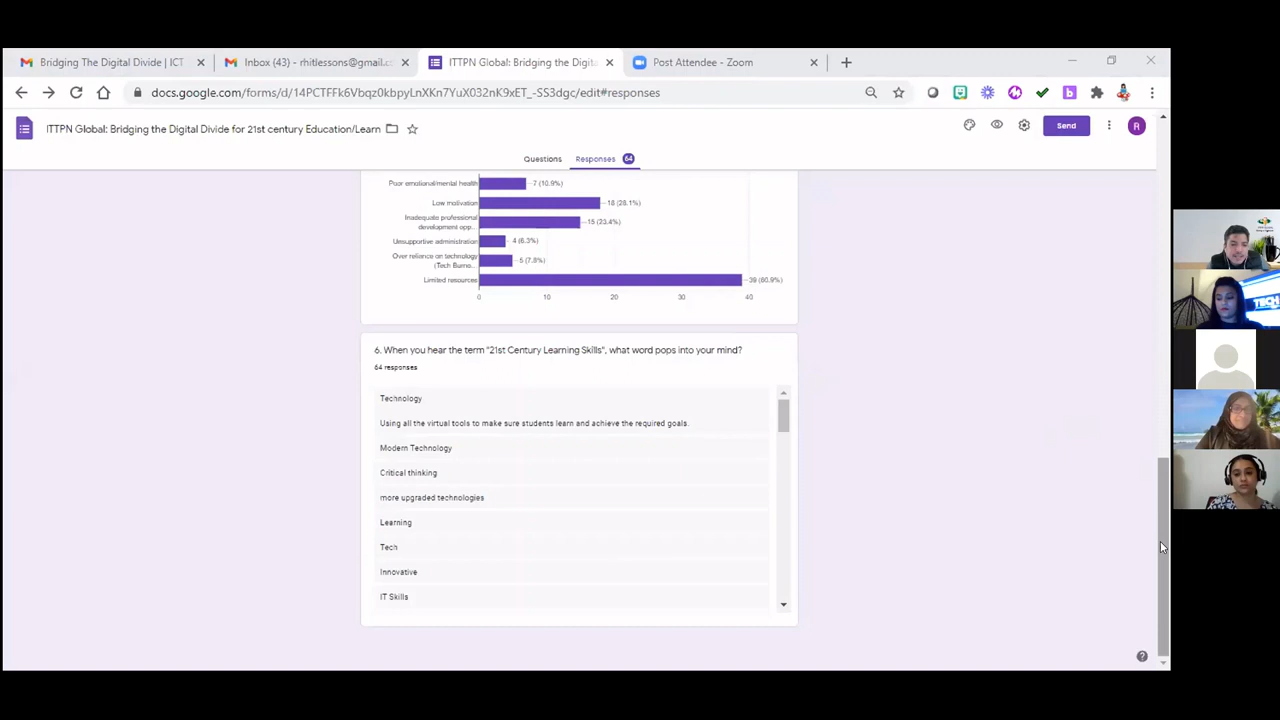 Bridging The Digital Divide | ICT
Inbox (43) - rhitlessons@gmail.c
ITTPN Global: Bridging the Digita
Post Attendee - Zoom
docs.google.com/forms/d/14PCTFFk6Vbqz0kbpyLnXKn7YuX032nK9xET_-SS3dgc/edit#responses
ITTPN Global: Bridging the Digital Divide for 21st century Education/Learn
Send
R
Questions
Responses 64
Poor emotional/mental health
7 (10.9%)
Low motivation
18 (28.1%)
Inadequate professional
development opp...
15 (23.4%)
Unsupportive administration
4 (6.3%)
Over reliance on technology
(Tech Burno...
5 (7.8%)
Limited resources
39 (60.9%)
0 10 20 30 40
6. When you hear the term "21st Century Learning Skills", what word pops into your mind?
64 responses
Technology
Using all the virtual tools to make sure students learn and achieve the required goals.
Modern Technology
Critical thinking
more upgraded technologies
Learning
Tech
Innovative
IT Skills